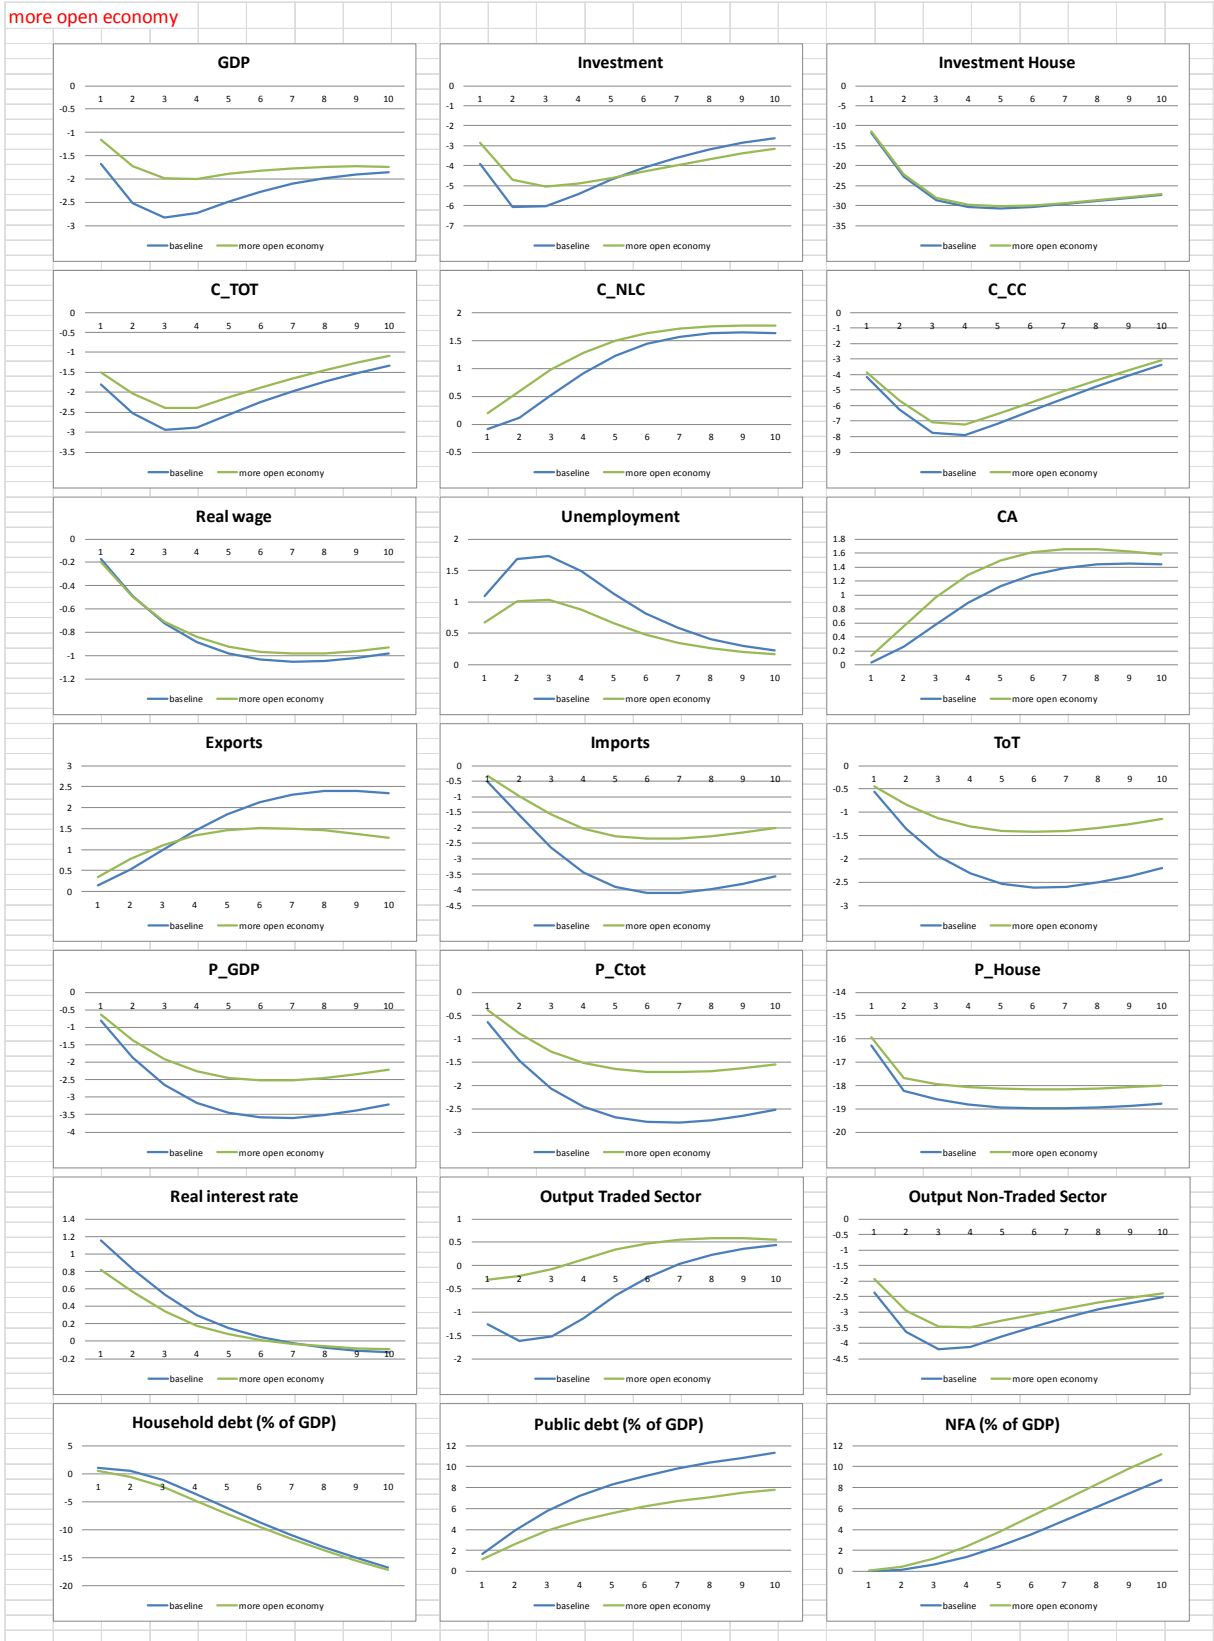 more open economy
GDP
0
-0.5
-1
-1.5
-2
-2.5
-3
1 2 3 4 5 6 7 8 9 10
baseline more open economy
Investment
0
-1
-2
-3
-4
-5
-6
-7
1 2 3 4 5 6 7 8 9 10
baseline more open economy
Investment House
0
-5
-10
-15
-20
-25
-30
-35
1 2 3 4 5 6 7 8 9 10
baseline more open economy
C_TOT
0
-0.5
-1
-1.5
-2
-2.5
-3
-3.5
1 2 3 4 5 6 7 8 9 10
baseline more open economy
C_NLC
2
1.5
1
0.5
0
-0.5
1 2 3 4 5 6 7 8 9 10
baseline more open economy
C_CC
0
-1
-2
-3
-4
-5
-6
-7
-8
-9
1 2 3 4 5 6 7 8 9 10
baseline more open economy
Real wage
0
-0.2
-0.4
-0.6
-0.8
-1
-1.2
1 2 3 4 5 6 7 8 9 10
baseline more open economy
Unemployment
2
1.5
1
0.5
0
1 2 3 4 5 6 7 8 9 10
baseline more open economy
CA
1.8
1.6
1.4
1.2
1
0.8
0.6
0.4
0.2
0
1 2 3 4 5 6 7 8 9 10
baseline more open economy
Exports
3
2.5
2
1.5
1
0.5
0
1 2 3 4 5 6 7 8 9 10
baseline more open economy
Imports
0
-0.5
-1
-1.5
-2
-2.5
-3
-3.5
-4
-4.5
1 2 3 4 5 6 7 8 9 10
baseline more open economy
ToT
0
-0.5
-1
-1.5
-2
-2.5
-3
1 2 3 4 5 6 7 8 9 10
baseline more open economy
P_GDP
0
-0.5
-1
-1.5
-2
-2.5
-3
-3.5
-4
1 2 3 4 5 6 7 8 9 10
baseline more open economy
P_Ctot
0
-0.5
-1
-1.5
-2
-2.5
-3
1 2 3 4 5 6 7 8 9 10
baseline more open economy
P_House
-14
-15
-16
-17
-18
-19
-20
1 2 3 4 5 6 7 8 9 10
baseline more open economy
Real interest rate
1.4
1.2
1
0.8
0.6
0.4
0.2
0
-0.2
1 2 3 4 5 6 7 8 9 10
baseline more open economy
Output Traded Sector
1
0.5
0
-0.5
-1
-1.5
-2
1 2 3 4 5 6 7 8 9 10
baseline more open economy
Output Non-Traded Sector
0
-0.5
-1
-1.5
-2
-2.5
-3
-3.5
-4
-4.5
1 2 3 4 5 6 7 8 9 10
baseline more open economy
Household debt (% of GDP)
5
0
-5
-10
-15
-20
1 2 3 4 5 6 7 8 9 10
baseline more open economy
Public debt (% of GDP)
12
10
8
6
4
2
0
1 2 3 4 5 6 7 8 9 10
baseline more open economy
NFA (% of GDP)
12
10
8
6
4
2
0
1 2 3 4 5 6 7 8 9 10
baseline more open economy